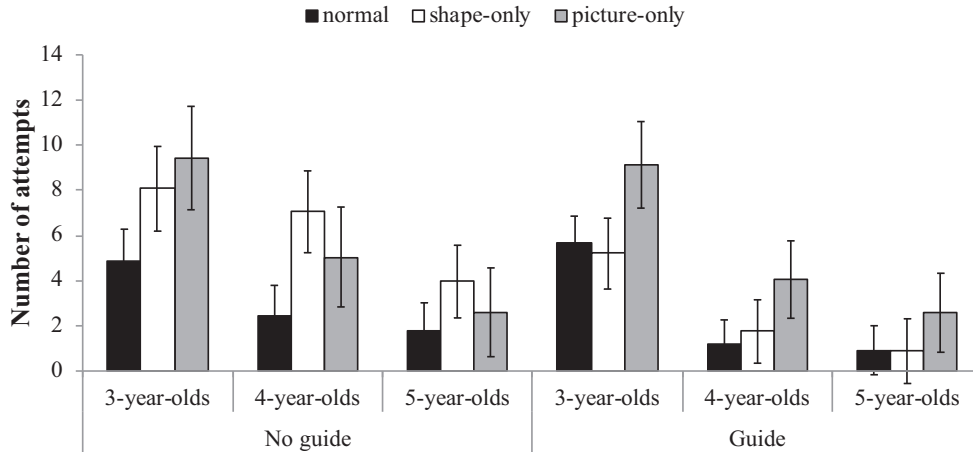 normal shape-only picture-only
Number of attempts
14
12
10
8
6
4
2
0
3-year-olds 4-year-olds 5-year-olds 3-year-olds 4-year-olds 5-year-olds
No guide Guide